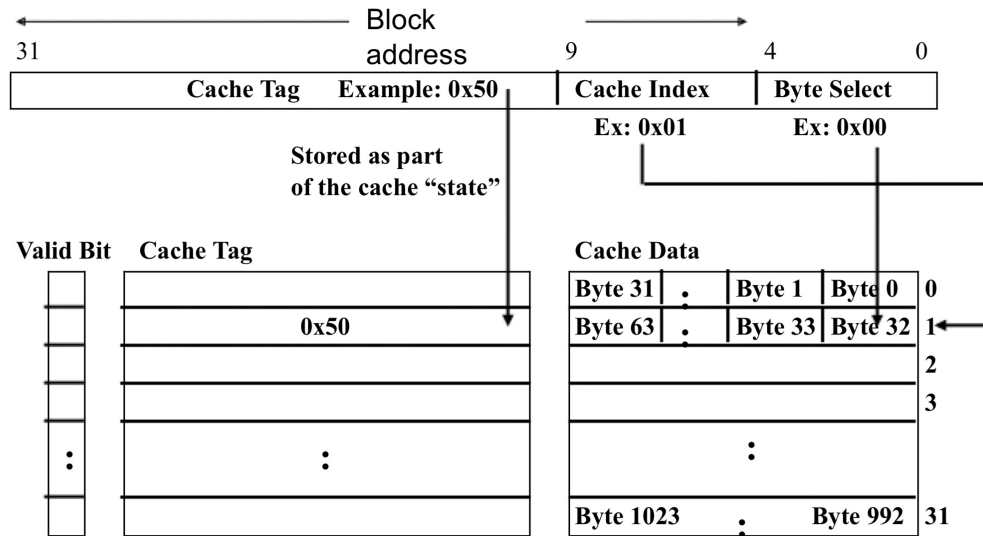 Block
address
31 9 4 0
Cache Tag Example: 0x50 Cache Index Byte Select
Ex: 0x01 Ex: 0x00
Stored as part
of the cache “state”
Valid Bit Cache Tag Cache Data
Byte 31 : Byte 1 Byte 0 0
0x50 Byte 63 : Byte 33 Byte 32 1
2
3
: : :
Byte 1023 : Byte 992 31